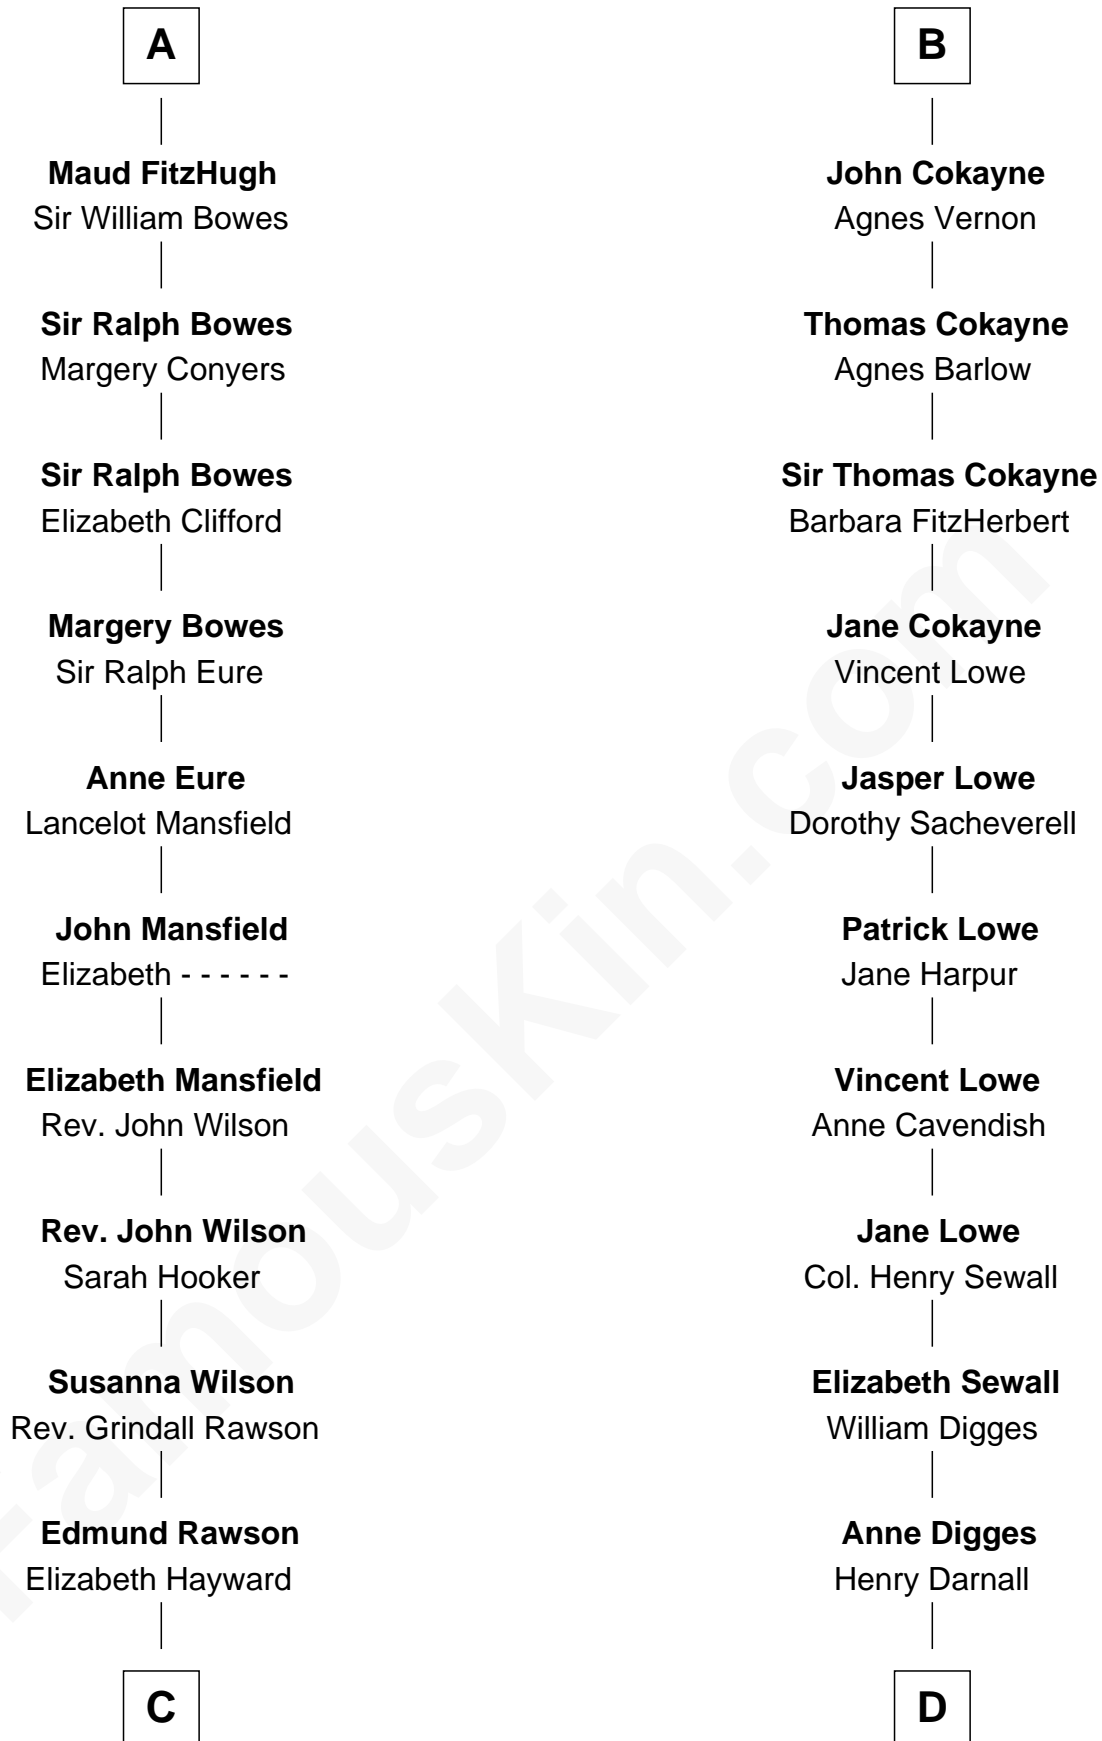 A
Maud FitzHugh
Sir William Bowes
Sir Ralph Bowes
Margery Conyers
Sir Ralph Bowes
Elizabeth Clifford
Margery Bowes
Sir Ralph Eure
Anne Eure
Lancelot Mansfield
John Mansfield
Elizabeth - - - - - -
Elizabeth Mansfield
Rev. John Wilson
Rev. John Wilson
Sarah Hooker
Susanna Wilson
Rev. Grindall Rawson
Edmund Rawson
Elizabeth Hayward
C
B
John Cokayne
Agnes Vernon
Thomas Cokayne
Agnes Barlow
Sir Thomas Cokayne
Barbara FitzHerbert
Jane Cokayne
Vincent Lowe
Jasper Lowe
Dorothy Sacheverell
Patrick Lowe
Jane Harpur
Vincent Lowe
Anne Cavendish
Jane Lowe
Col. Henry Sewall
Elizabeth Sewall
William Digges
Anne Digges
Henry Darnall
D
FamousKin.com